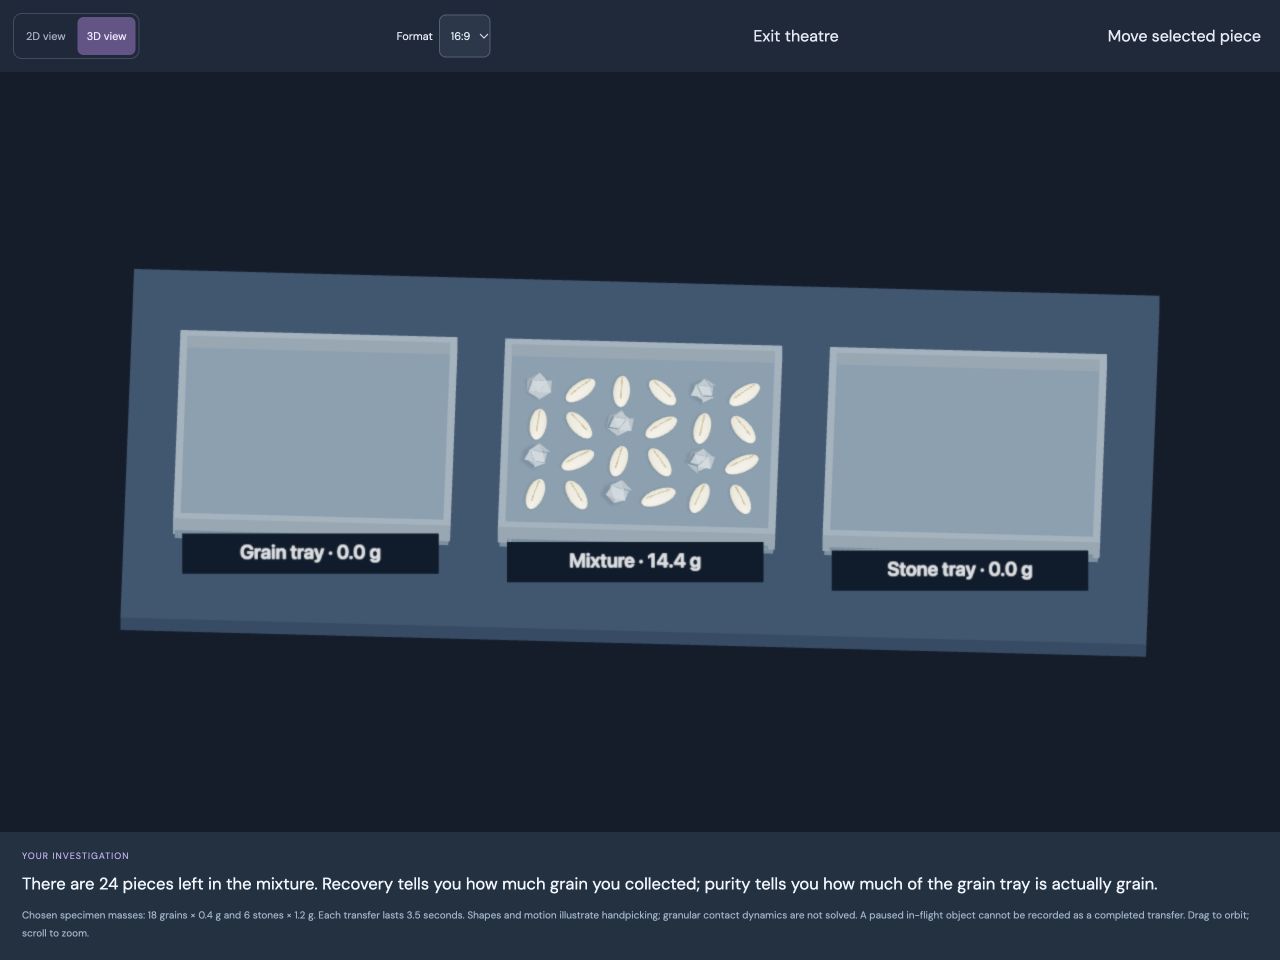 2D view
3D view
Format
16:9
Exit theatre
Move selected piece
Grain tray · 0.0 g
Mixture · 14.4 g
Stone tray · 0.0 g
YOUR INVESTIGATION
There are 24 pieces left in the mixture. Recovery tells you how much grain you collected; purity tells you how much of the grain tray is actually grain.
Chosen specimen masses: 18 grains × 0.4 g and 6 stones × 1.2 g. Each transfer lasts 3.5 seconds. Shapes and motion illustrate handpicking; granular contact dynamics are not solved. A paused in-flight object cannot be recorded as a completed transfer. Drag to orbit;
scroll to zoom.